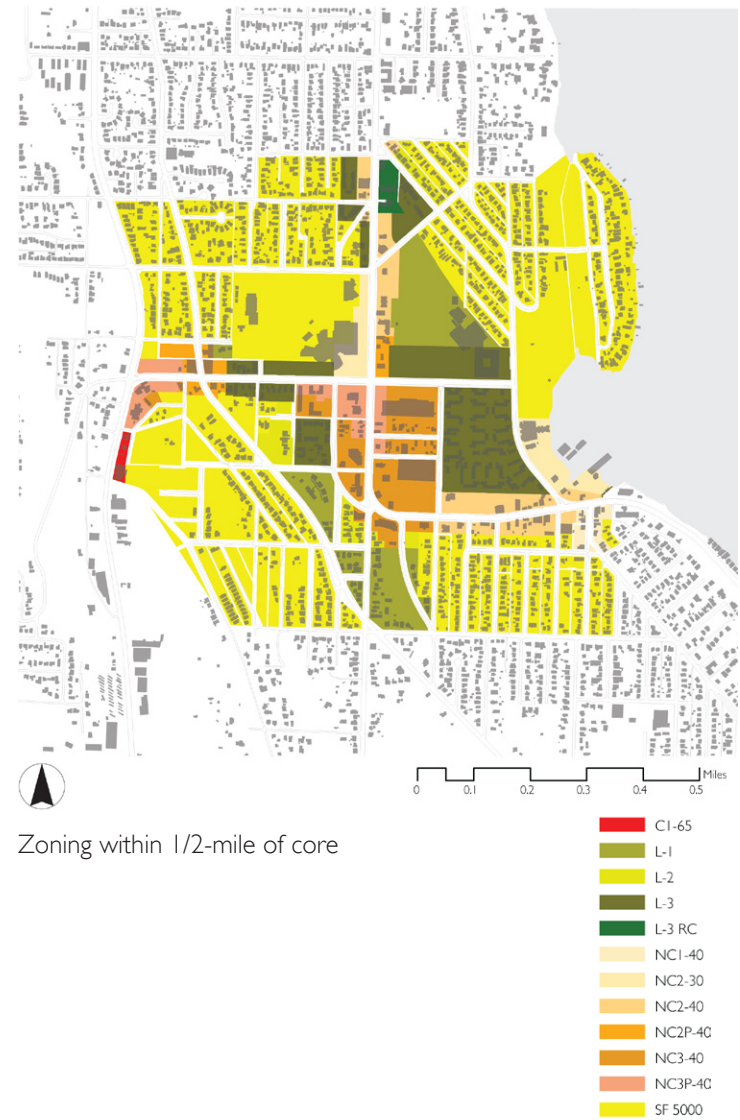 Miles
0 0.1 0.2 0.3 0.4 0.5
Zoning within 1/2-mile of core
C1-65
L-1
L-2
L-3
L-3 RC
NC1-40
NC2-30
NC2-40
NC2P-40
NC3-40
NC3P-40
SF 5000